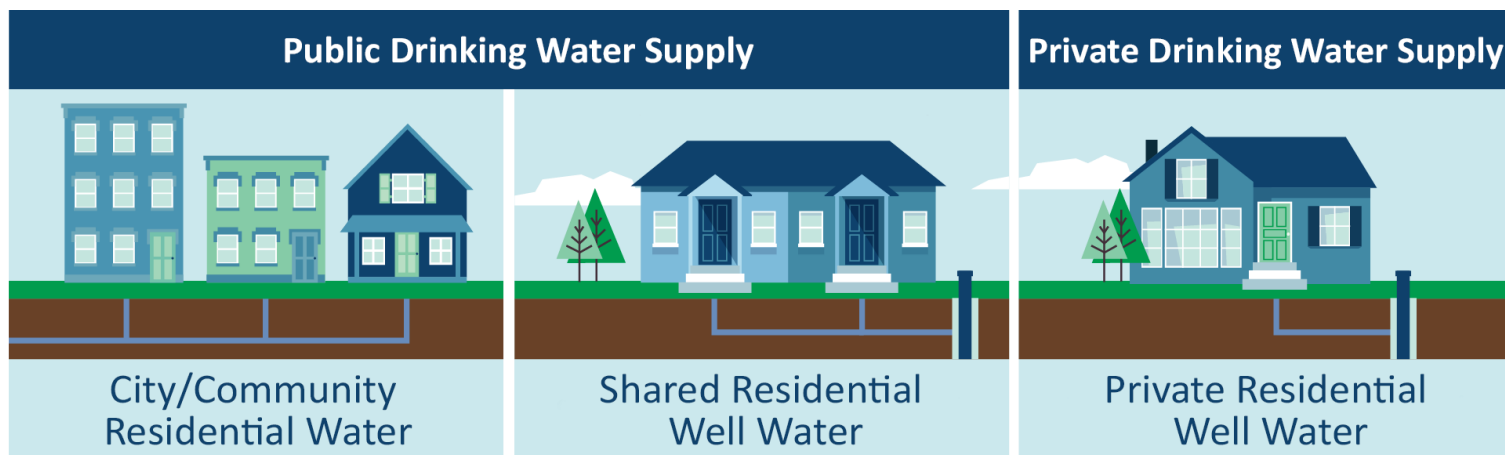 Public Drinking Water Supply
Private Drinking Water Supply
City/Community
Residential Water
Shared Residential
Well Water
Private Residential
Well Water